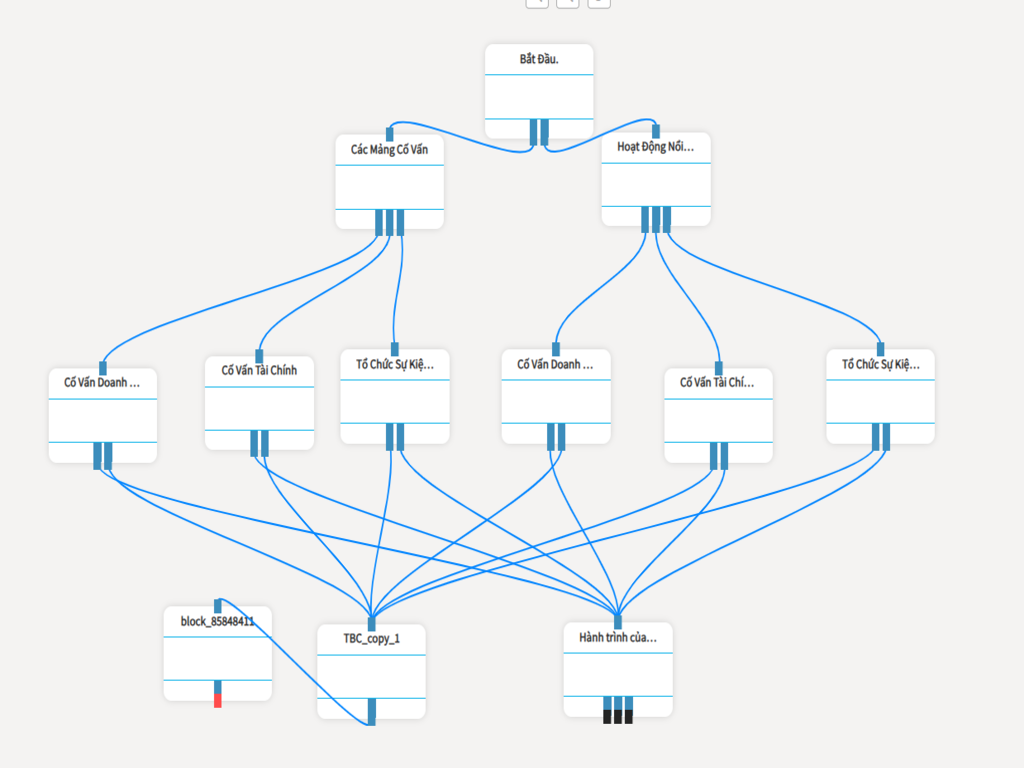 Bắt Đầu.
Các Mảng Cố Vấn
Hoạt Động Nổi...
Cố Vấn Doanh ...
Cố Vấn Tài Chính
Tổ Chức Sự Kiệ...
Cố Vấn Doanh ...
Cố Vấn Tài Chí...
Tổ Chức Sự Kiệ...
block_85848411
TBC_copy_1
Hành trình của...